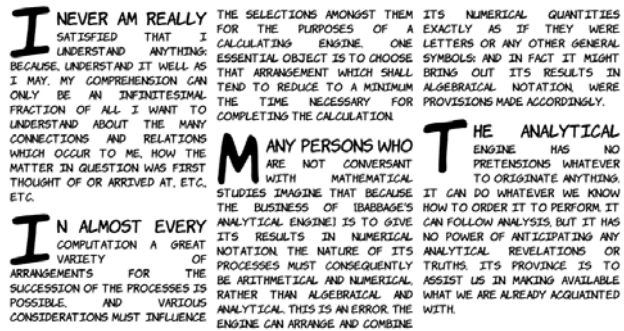 I NEVER AM REALLY
SATISFIED THAT I
UNDERSTAND ANYTHING;
BECAUSE, UNDERSTAND IT WELL AS
I MAY, MY COMPREHENSION CAN
ONLY BE AN INFINITESIMAL
FRACTION OF ALL I WANT TO
UNDERSTAND ABOUT THE MANY
CONNECTIONS AND RELATIONS
WHICH OCCUR TO ME, HOW THE
MATTER IN QUESTION WAS FIRST
THOUGHT OF OR ARRIVED AT, ETC.,
ETC.
IN ALMOST EVERY
COMPUTATION A GREAT
VARIETY OF
ARRANGEMENTS FOR THE
SUCCESSION OF THE PROCESSES IS
POSSIBLE, AND VARIOUS
CONSIDERATIONS MUST INFLUENCE
THE SELECTIONS AMONGST THEM
FOR THE PURPOSES OF A
CALCULATING ENGINE. ONE
ESSENTIAL OBJECT IS TO CHOOSE
THAT ARRANGEMENT WHICH SHALL
TEND TO REDUCE TO A MINIMUM
THE TIME NECESSARY FOR
COMPLETING THE CALCULATION.
MANY PERSONS WHO
ARE NOT CONVERSANT
WITH MATHEMATICAL
STUDIES IMAGINE THAT BECAUSE
THE BUSINESS OF [BABBAGE'S
ANALYTICAL ENGINE] IS TO GIVE
ITS RESULTS IN NUMERICAL
NOTATION, THE NATURE OF ITS
PROCESSES MUST CONSEQUENTLY
BE ARITHMETICAL AND NUMERICAL,
RATHER THAN ALGEBRAICAL AND
ANALYTICAL. THIS IS AN ERROR. THE
ENGINE CAN ARRANGE AND COMBINE
ITS NUMERICAL QUANTITIES
EXACTLY AS IF THEY WERE
LETTERS OR ANY OTHER GENERAL
SYMBOLS; AND IN FACT IT MIGHT
BRING OUT ITS RESULTS IN
ALGEBRAICAL NOTATION, WERE
PROVISIONS MADE ACCORDINGLY.
THE ANALYTICAL
ENGINE HAS NO
PRETENSIONS WHATEVER
TO ORIGINATE ANYTHING.
IT CAN DO WHATEVER WE KNOW
HOW TO ORDER IT TO PERFORM. IT
CAN FOLLOW ANALYSIS, BUT IT HAS
NO POWER OF ANTICIPATING ANY
ANALYTICAL REVELATIONS OR
TRUTHS. ITS PROVINCE IS TO
ASSIST US IN MAKING AVAILABLE
WHAT WE ARE ALREADY ACQUAINTED
WITH.